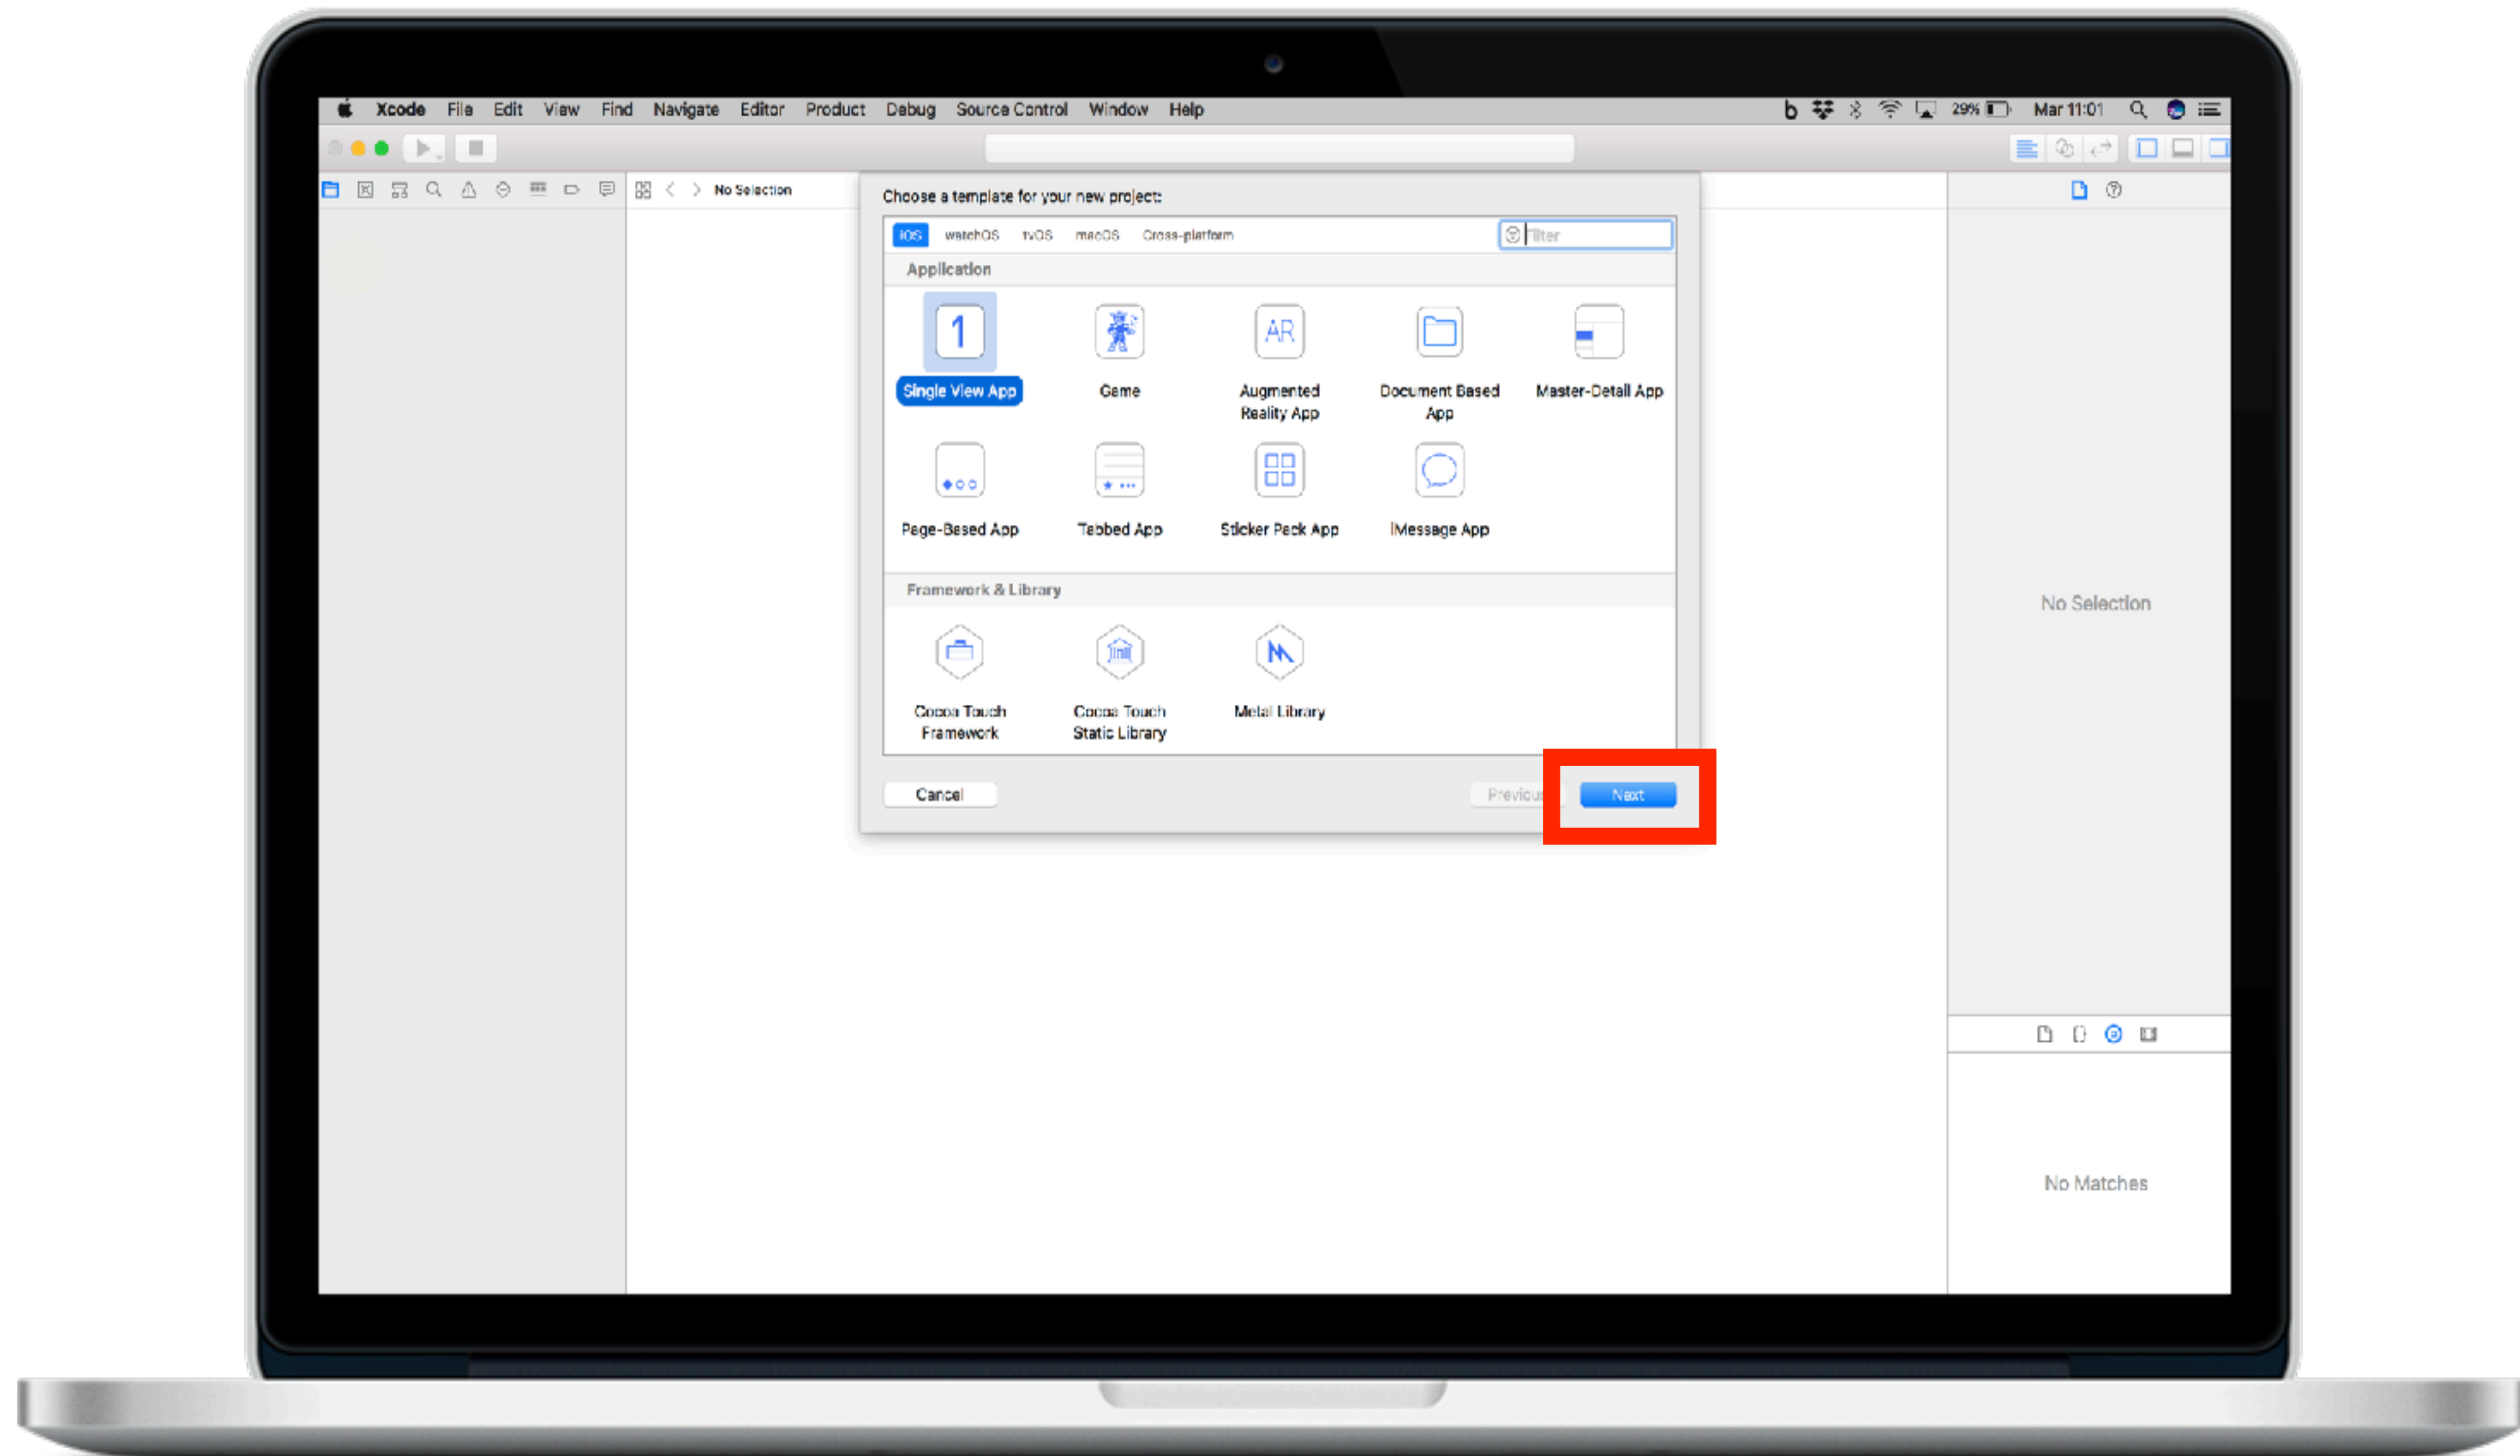 Xcode File Edit View Find Navigate Editor Product Debug Source Control Window Help
29% Mar 11:01
No Selection
Choose a template for your new project:
iOS watchOS tvOS macOS Cross-platform
Filter
Application
1
AR
Single View App
Game
Augmented
Reality App
Document Based
App
Master-Detail App
Page-Based App
Tabbed App
Sticker Pack App
iMessage App
Framework & Library
Cocoa Touch
Framework
Cocoa Touch
Static Library
Metal Library
Cancel
Previou
Next
No Selection
No Matches